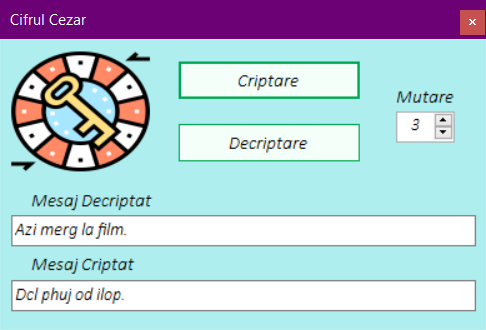 Cifrul Cezar
Criptare
Mutare
3
Decriptare
Mesaj Decriptat
Azi merg la film.
Mesaj Criptat
Dcl phuj od ilop.